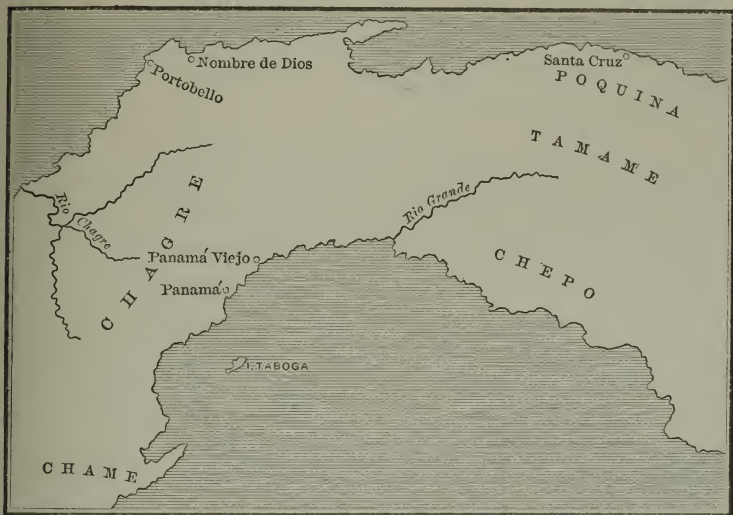 Nombre de Dios
Portobello
Santa Cruz
POQUINA
TAMAME
Rio Chagre
CHAGRE
Rio Grande
Panamá Viejo
CHEPO
Panamá
I. TABOGA
CHAME